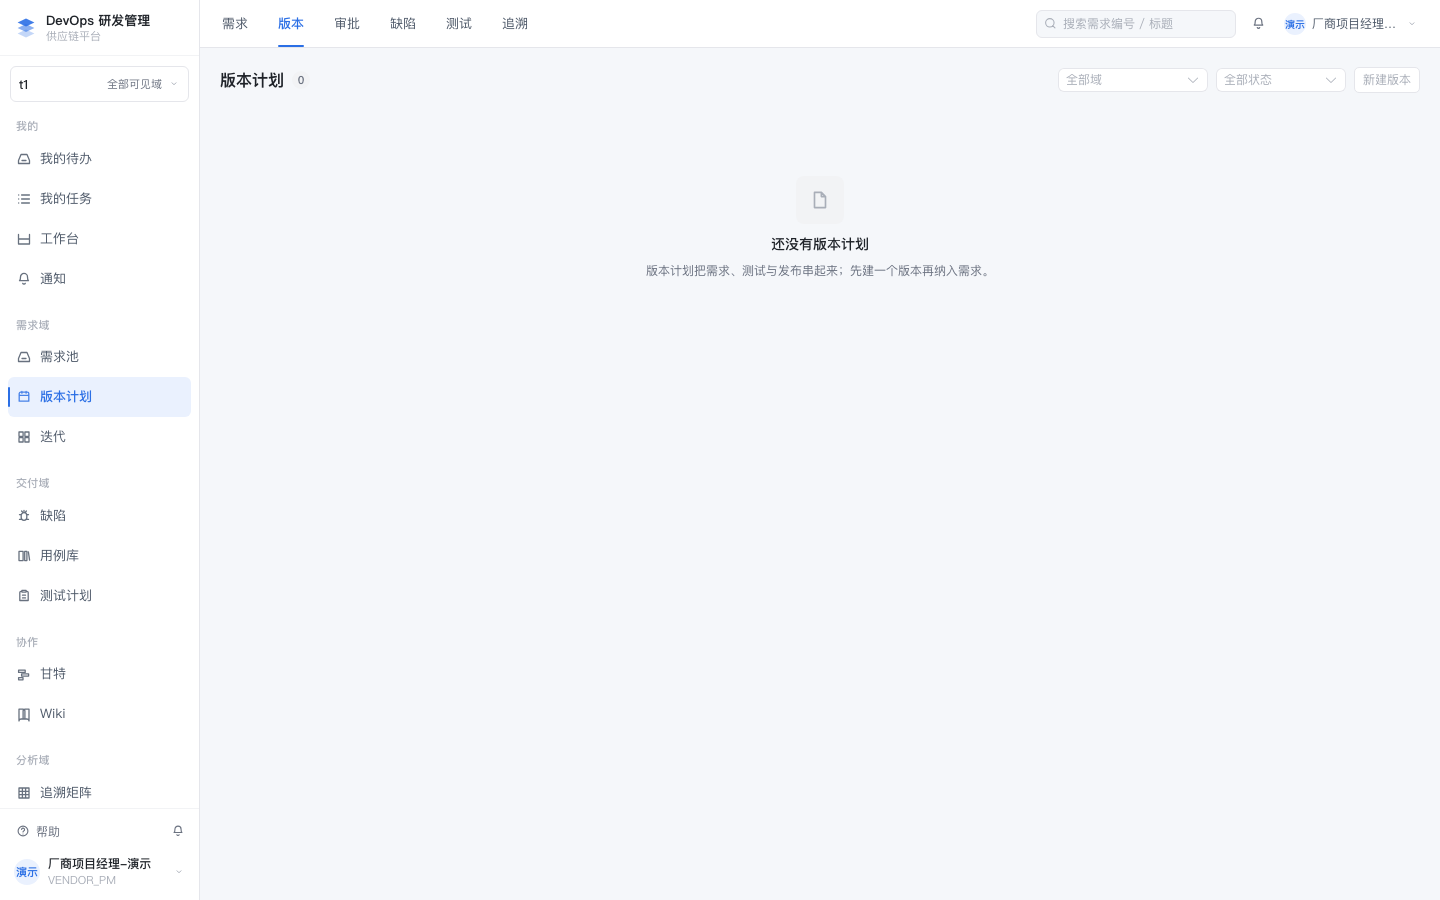 DevOps 研发管理
供应链平台
t1
全部可见域
我的
我的待办
我的任务
工作台
通知
需求域
需求池
版本计划
迭代
交付域
缺陷
用例库
测试计划
协作
甘特
Wiki
分析域
追溯矩阵
帮助
演示
厂商项目经理-演示
VENDOR_PM
需求
版本
审批
缺陷
测试
追溯
搜索需求编号 / 标题
演示
厂商项目经理...
版本计划
0
全部域
全部状态
新建版本
还没有版本计划
版本计划把需求、测试与发布串起来；先建一个版本再纳入需求。